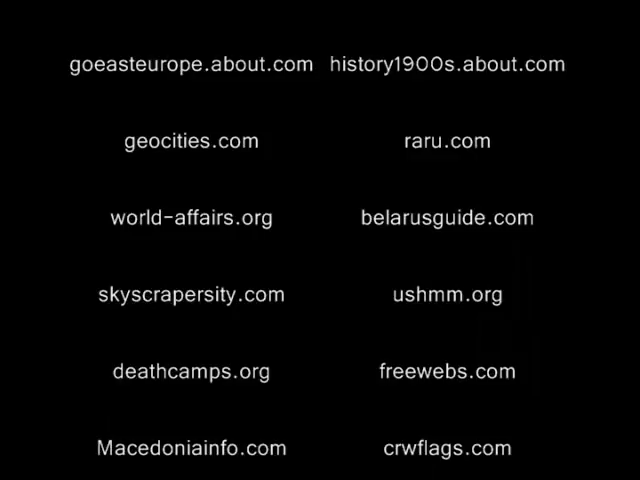 goeasteurope.about.com history1900s.about.com
geocities.com raru.com
world-affairs.org belarusguide.com
skyscrapersity.com ushmm.org
deathcamps.org freewebs.com
Macedoniainfo.com crwflags.com